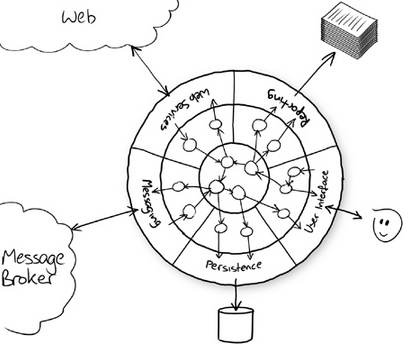 Web
Web Services
Reporting
Messaging
User Interface
Message
Broker
Persistence